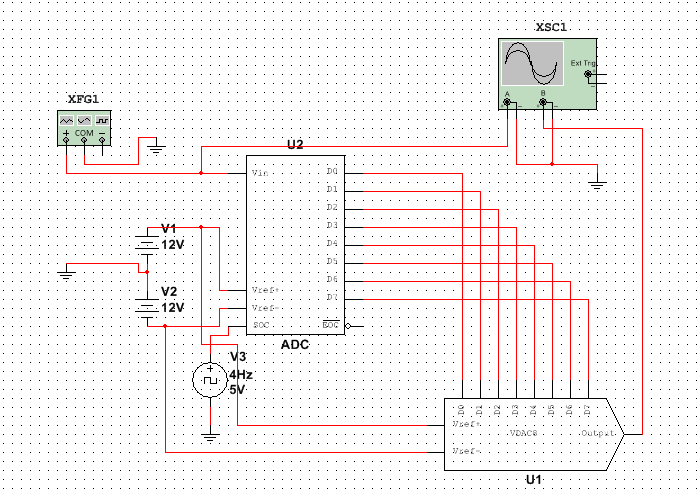 XSC1
Ext Trig
+
-
A
B
+ - + -
XFG1
+ COM -
U2
Vin
D0
D1
D2
D3
D4
D5
D6
D7
V1
12V
V2
12V
Vref+
Vref-
SOC
EOC
ADC
V3
4Hz
5V
+
D0 D1 D2 D3 D4 D5 D6 D7
Vref+
VDAC8 Output
Vref-
U1